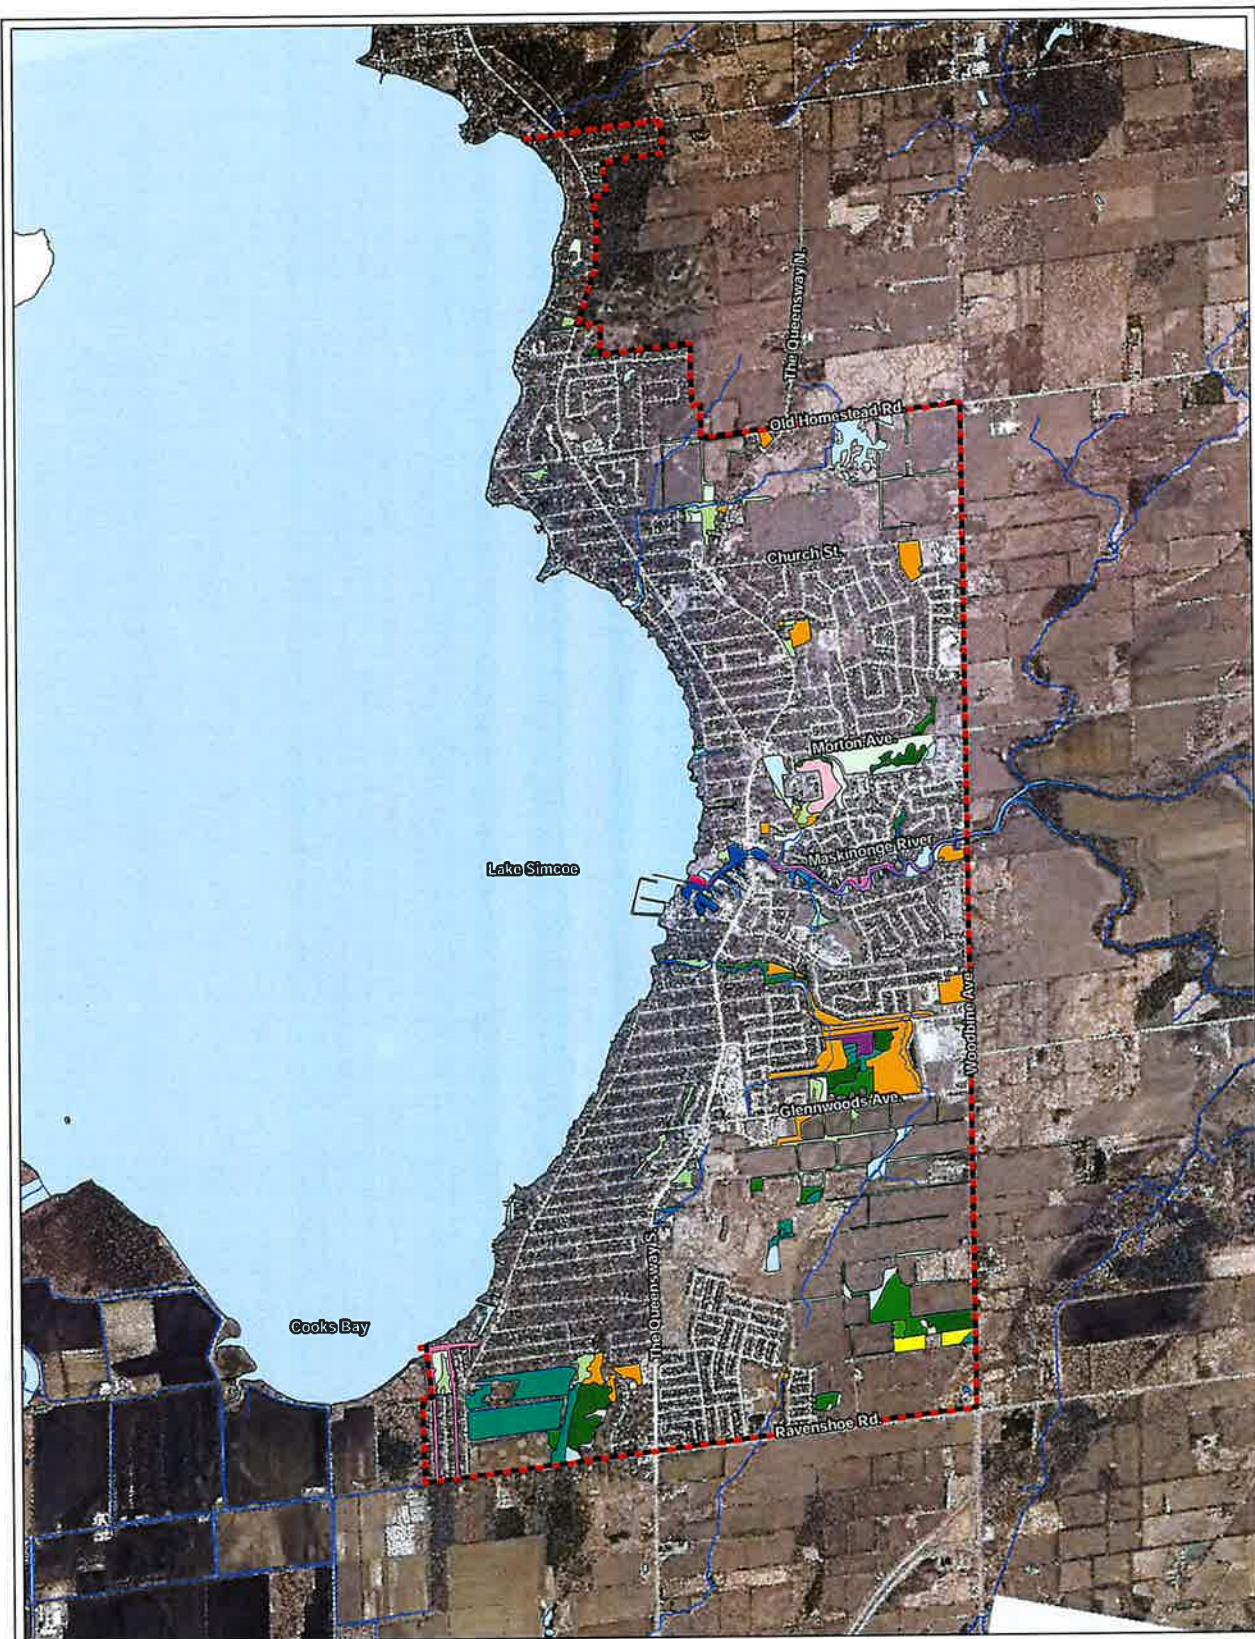 The Queensway N.
Old Homestead Rd.
Church St.
Morton Ave.
Maskinonge River
Lake Simcoe
Woodbine Ave.
Glennwoods Ave.
The Queensway S.
Cooks Bay
Ravenshoe Rd.